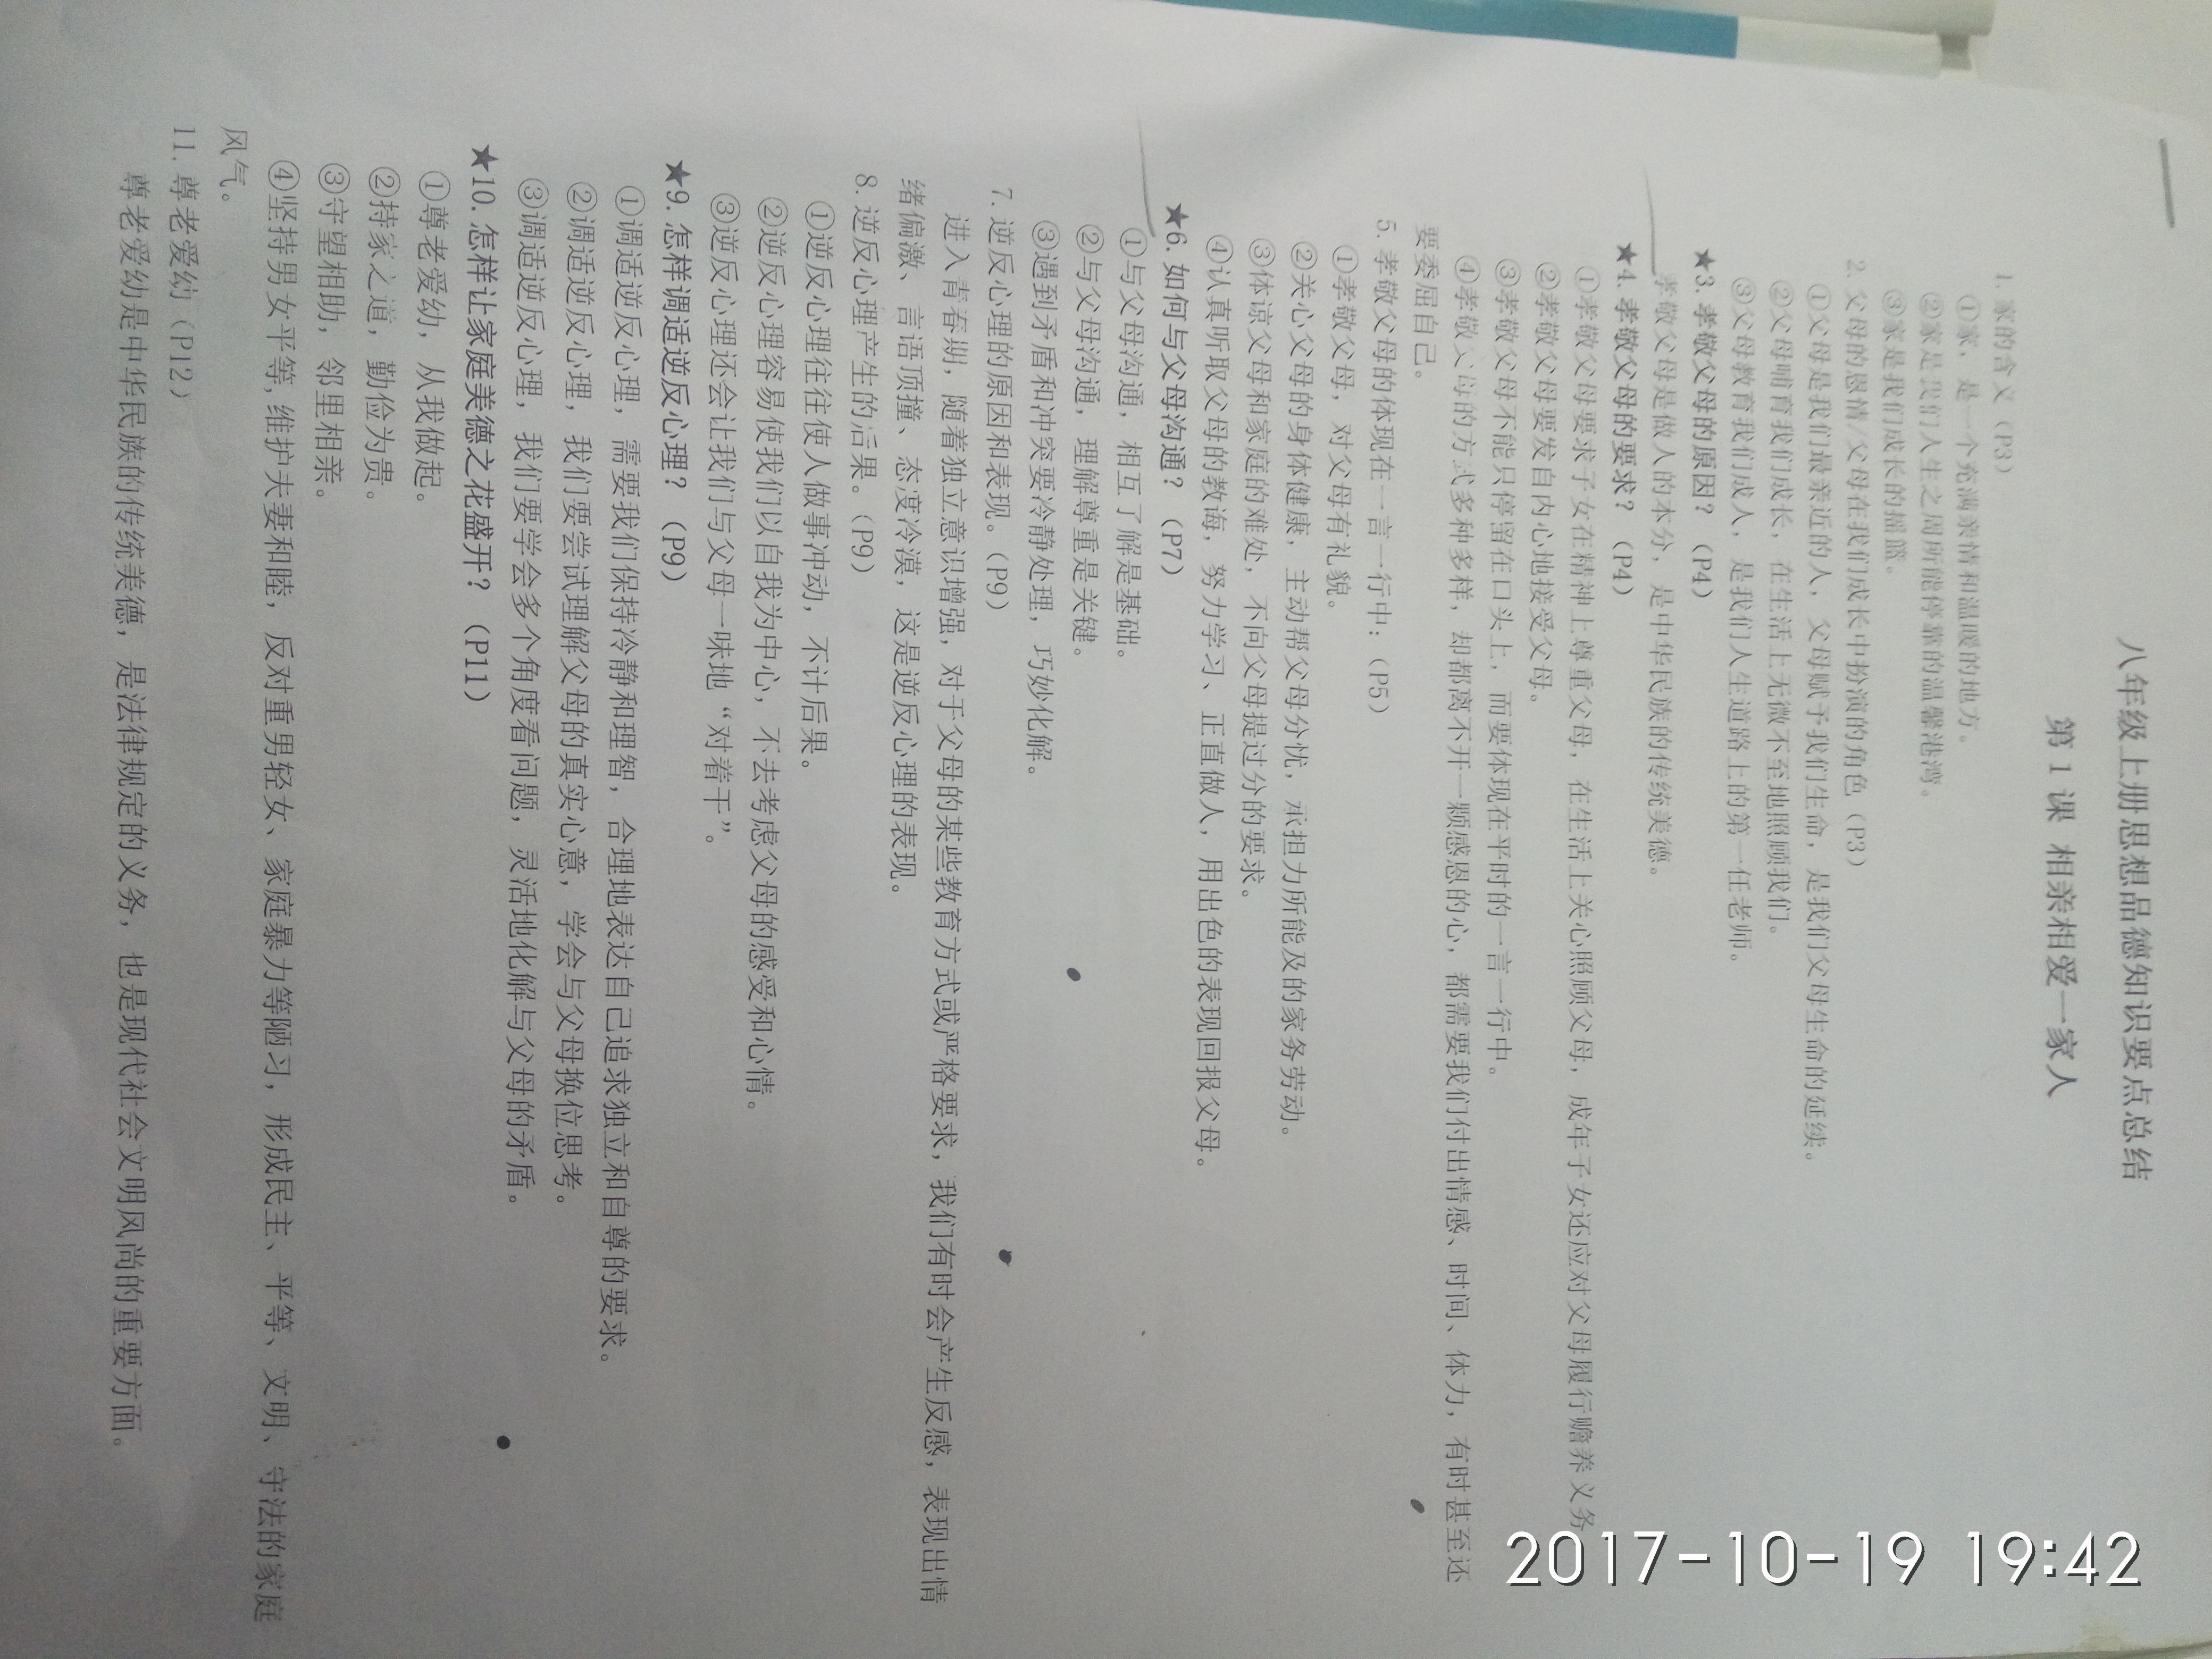 八年级上册思想品德知识要点总结
第 1 课 相亲相爱一家人
1. 家的含义（P3）
①家，是一个充满亲情和温暖的地方。
②家是我们人生之周所能停靠的温馨港湾。
③家是我们成长的摇篮。
2. 父母的恩情/父母在我们成长中扮演的角色（P3）
①父母是我们最亲近的人，父母赋予我们生命，是我们父母生命的延续。
②父母哺育我们成长，在生活上无微不至地照顾我们。
③父母教育我们成人，是我们人生道路上的第一任老师。
★3. 孝敬父母的原因？（P4）
孝敬父母是做人的本分，是中华民族的传统美德。
★4. 孝敬父母的要求？（P4）
①孝敬父母要求子女在精神上尊重父母，在生活上关心照顾父母，成年子女还应对父母履行赡养义务
②孝敬父母要发自内心地接受父母。
③孝敬父母不能只停留在口头上，而要体现在平时的一言一行中。
④孝敬父母的方式多种多样，却都离不开一颗感恩的心，都需要我们付出情感、时间、体力，有时甚至还
要委屈自己。
5. 孝敬父母的体现在一言一行中：（P5）
①孝敬父母，对父母有礼貌。
②关心父母的身体健康，主动帮父母分忧，承担力所能及的家务劳动。
③体谅父母和家庭的难处，不向父母提过分的要求。
④认真听取父母的教诲，努力学习、正直做人，用出色的表现回报父母。
★6. 如何与父母沟通？（P7）
①与父母沟通，相互了解是基础。
②与父母沟通，理解尊重是关键。
③遇到矛盾和冲突要冷静处理，巧妙化解。
7. 逆反心理的原因和表现。（P9）
进入青春期，随着独立意识增强，对于父母的某些教育方式或严格要求，我们有时会产生反感，表现出情
绪偏激、言语顶撞、态度冷漠，这是逆反心理的表现。
8. 逆反心理产生的后果。（P9）
①逆反心理往往使人做事冲动，不计后果。
②逆反心理容易使我们以自我为中心，不去考虑父母的感受和心情。
③逆反心理还会让我们与父母一味地“对着干”。
★9. 怎样调适逆反心理？（P9）
①调适逆反心理，需要我们保持冷静和理智，合理地表达自己追求独立和自尊的要求。
②调适逆反心理，我们要尝试理解父母的真实心意，学会与父母换位思考。
③调适逆反心理，我们要学会多个角度看问题，灵活地化解与父母的矛盾。
★10. 怎样让家庭美德之花盛开？（P11）
①尊老爱幼，从我做起。
②持家之道，勤俭为贵。
③守望相助，邻里相亲。
④坚持男女平等,维护夫妻和睦，反对重男轻女、家庭暴力等陋习，形成民主、平等、文明、守法的家庭
风气。
11. 尊老爱幼（P12）
尊老爱幼是中华民族的传统美德，是法律规定的义务，也是现代社会文明风尚的重要方面。
2017-10-19 19:42